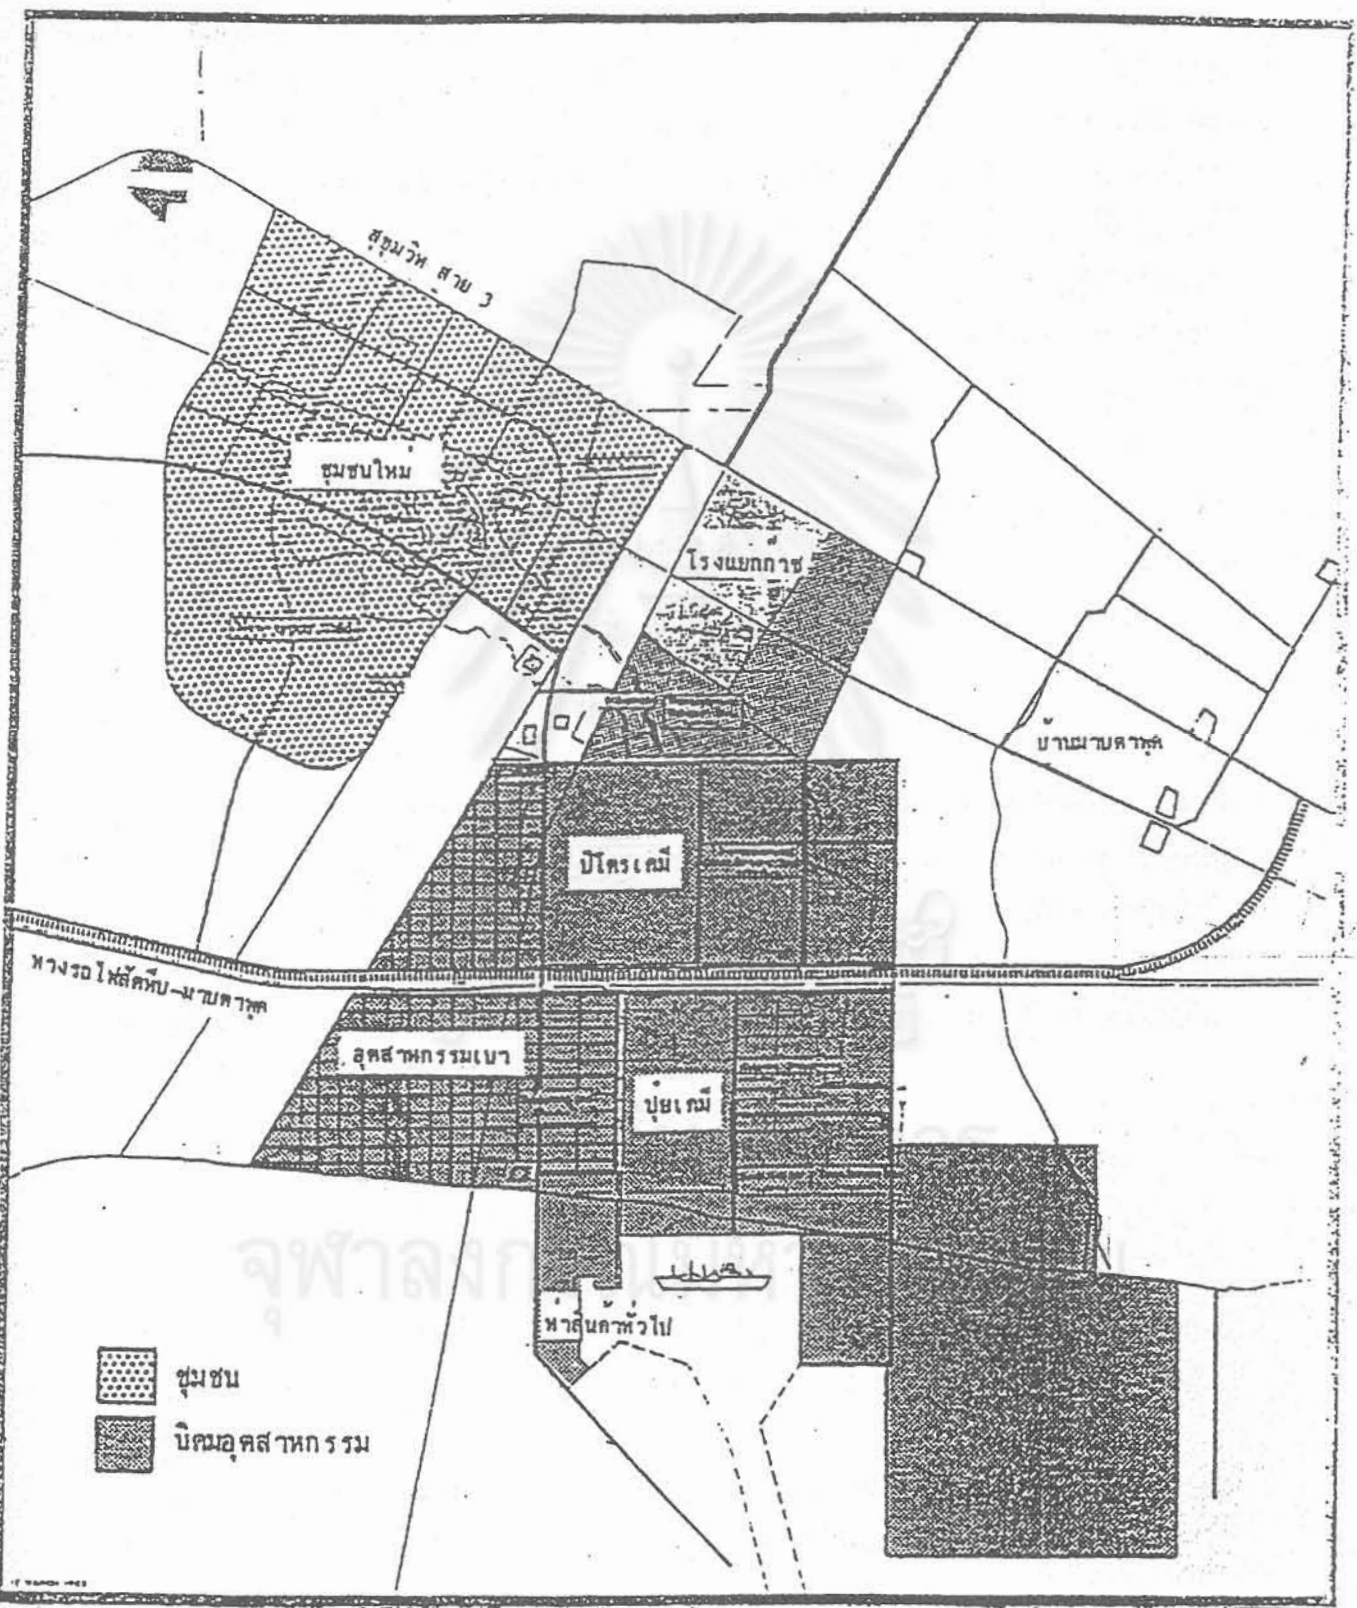 สุขุมวิท สาย 3
ชุมชนใหม่
โรงแยกก๊าซ
บ้านมาบตาพุด
ปิโตรเคมี
ทางรถไฟสัตหีบ-มาบตาพุด
อุตสาหกรรมเบา
ปุ๋ยเคมี
ท่าสินค้าทั่วไป
ชุมชน
นิคมอุตสาหกรรม